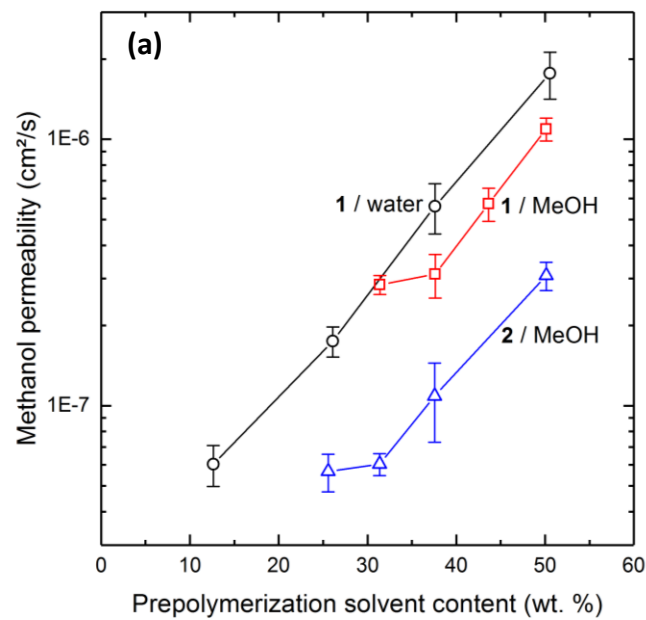 (a)
Methanol permeability (cm²/s)
1E-6
1E-7
1 / water
1 / MeOH
2 / MeOH
0 10 20 30 40 50 60
Prepolymerization solvent content (wt. %)